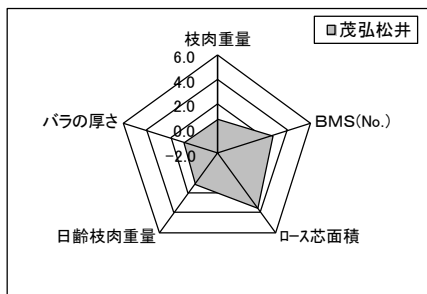 茂弘松井
枝肉重量
6.0
4.0
2.0
0.0
-2.0
BMS(No.)
ロース芯面積
日齢枝肉重量
バラの厚さ